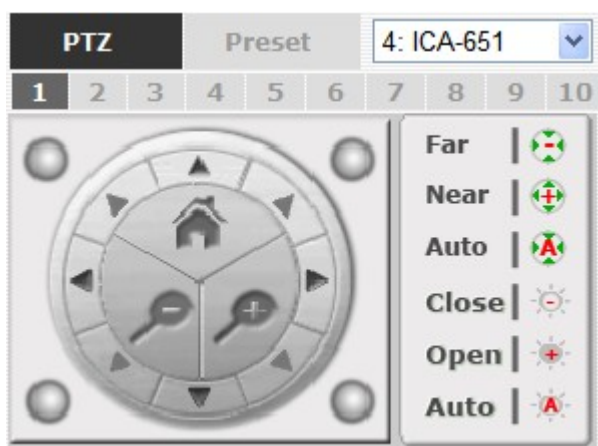 PTZ Preset 4: ICA-651
1 2 3 4 5 6 7 8 9 10
Far -
Near +
Auto A
Close -
Open +
Auto A
- +